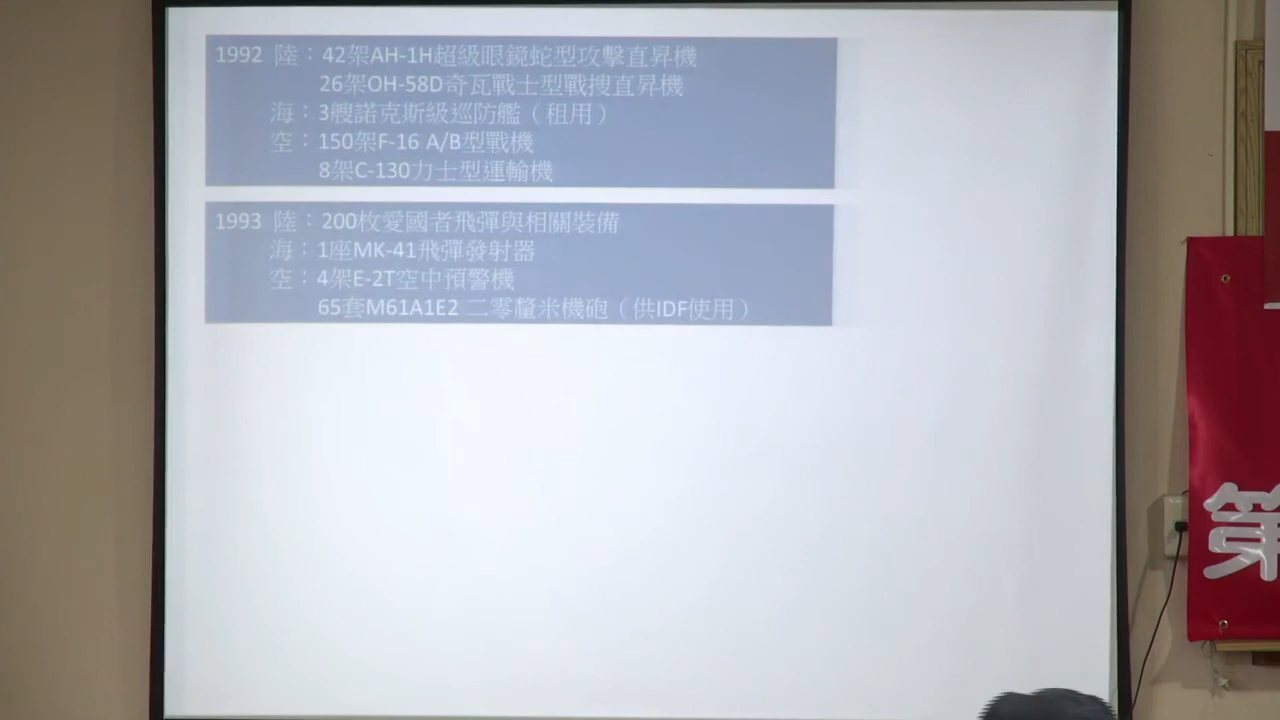 1992 陸：42架AH-1H超級眼鏡蛇型攻擊直昇機
26架OH-58D奇瓦戰士型戰搜直昇機
海：3艘諾克斯級巡防艦（租用）
空：150架F-16 A/B型戰機
8架C-130力士型運輸機
1993 陸：200枚愛國者飛彈與相關裝備
海：1座MK-41飛彈發射器
空：4架E-2T空中預警機
65套M61A1E2 二零釐米機砲（供IDF使用）
第